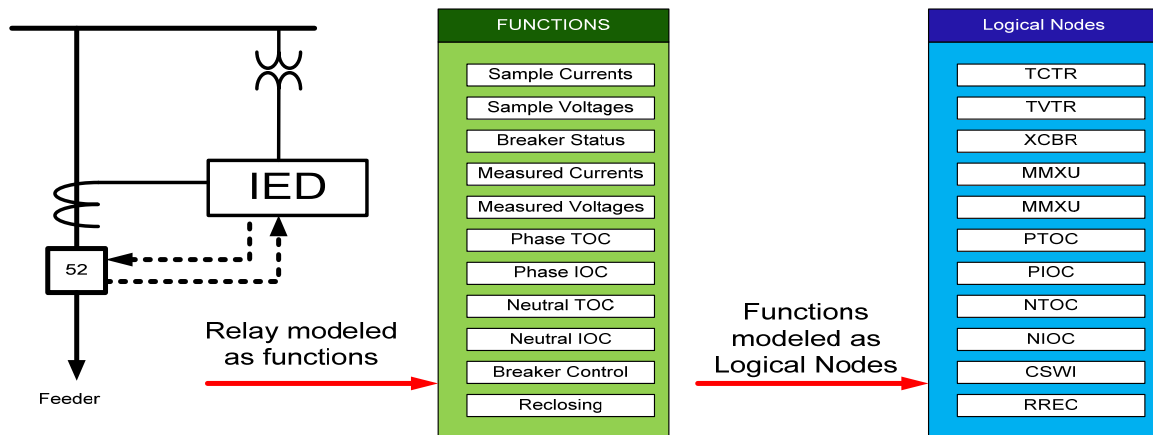 IED
52
Feeder
Relay modeled
as functions
FUNCTIONS
Sample Currents
Sample Voltages
Breaker Status
Measured Currents
Measured Voltages
Phase TOC
Phase IOC
Neutral TOC
Neutral IOC
Breaker Control
Reclosing
Functions
modeled as
Logical Nodes
Logical Nodes
TCTR
TVTR
XCBR
MMXU
MMXU
PTOC
PIOC
NTOC
NIOC
CSWI
RREC